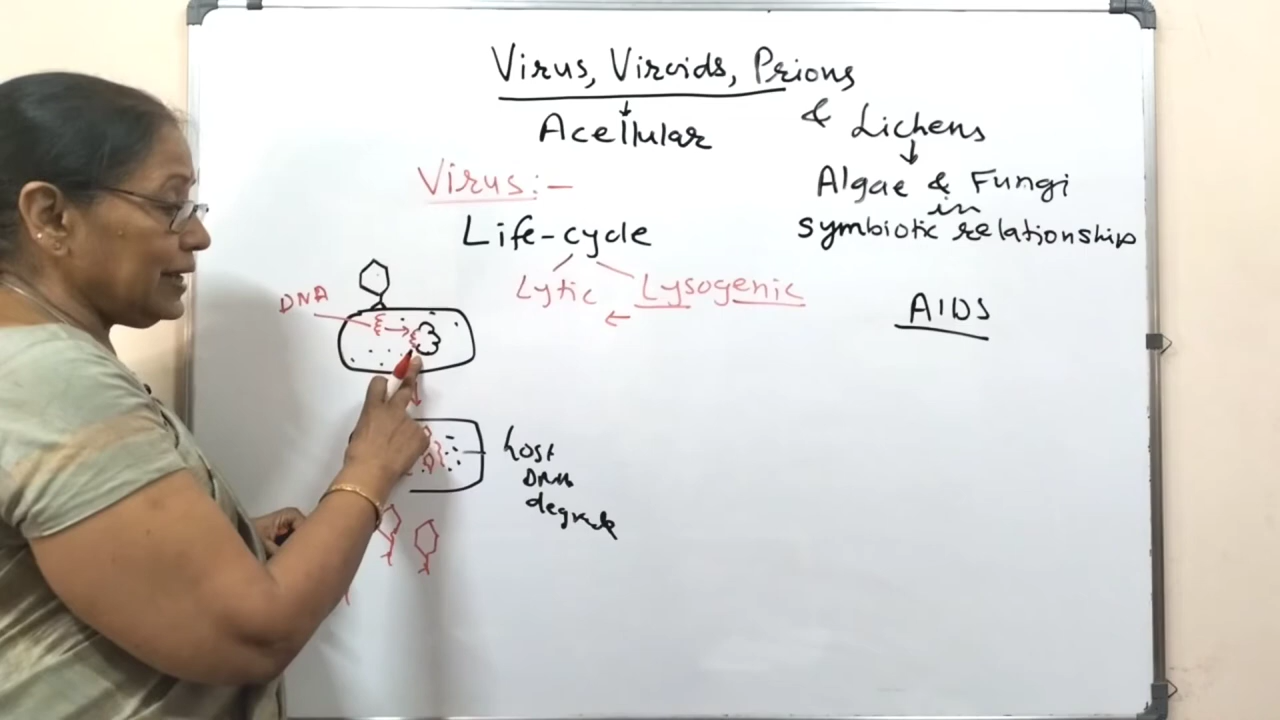 Virus, Viroids, Prions
& Lichens
Acellular
Algae & Fungi
in
symbiotic relationship
Virus:-
Life-cycle
Lytic
Lysogenic
AIDS
DNA
host
DNA